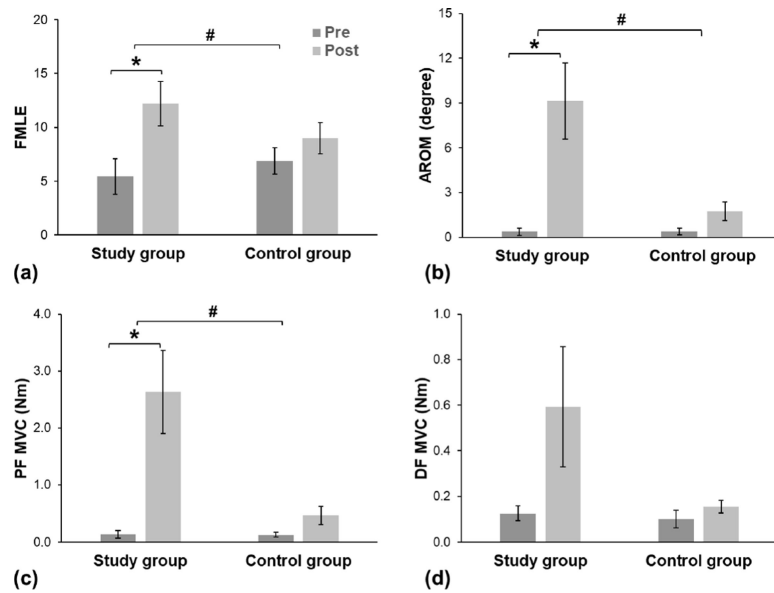 20
15
10
5
0
FMLE
*
#
Pre
Post
Study group
Control group
(a)
15
12
9
6
3
0
AROM (degree)
*
#
Study group
Control group
(b)
4.0
3.0
2.0
1.0
0.0
PF MVC (Nm)
*
#
Study group
Control group
(c)
1.0
0.8
0.6
0.4
0.2
0.0
DF MVC (Nm)
Study group
Control group
(d)